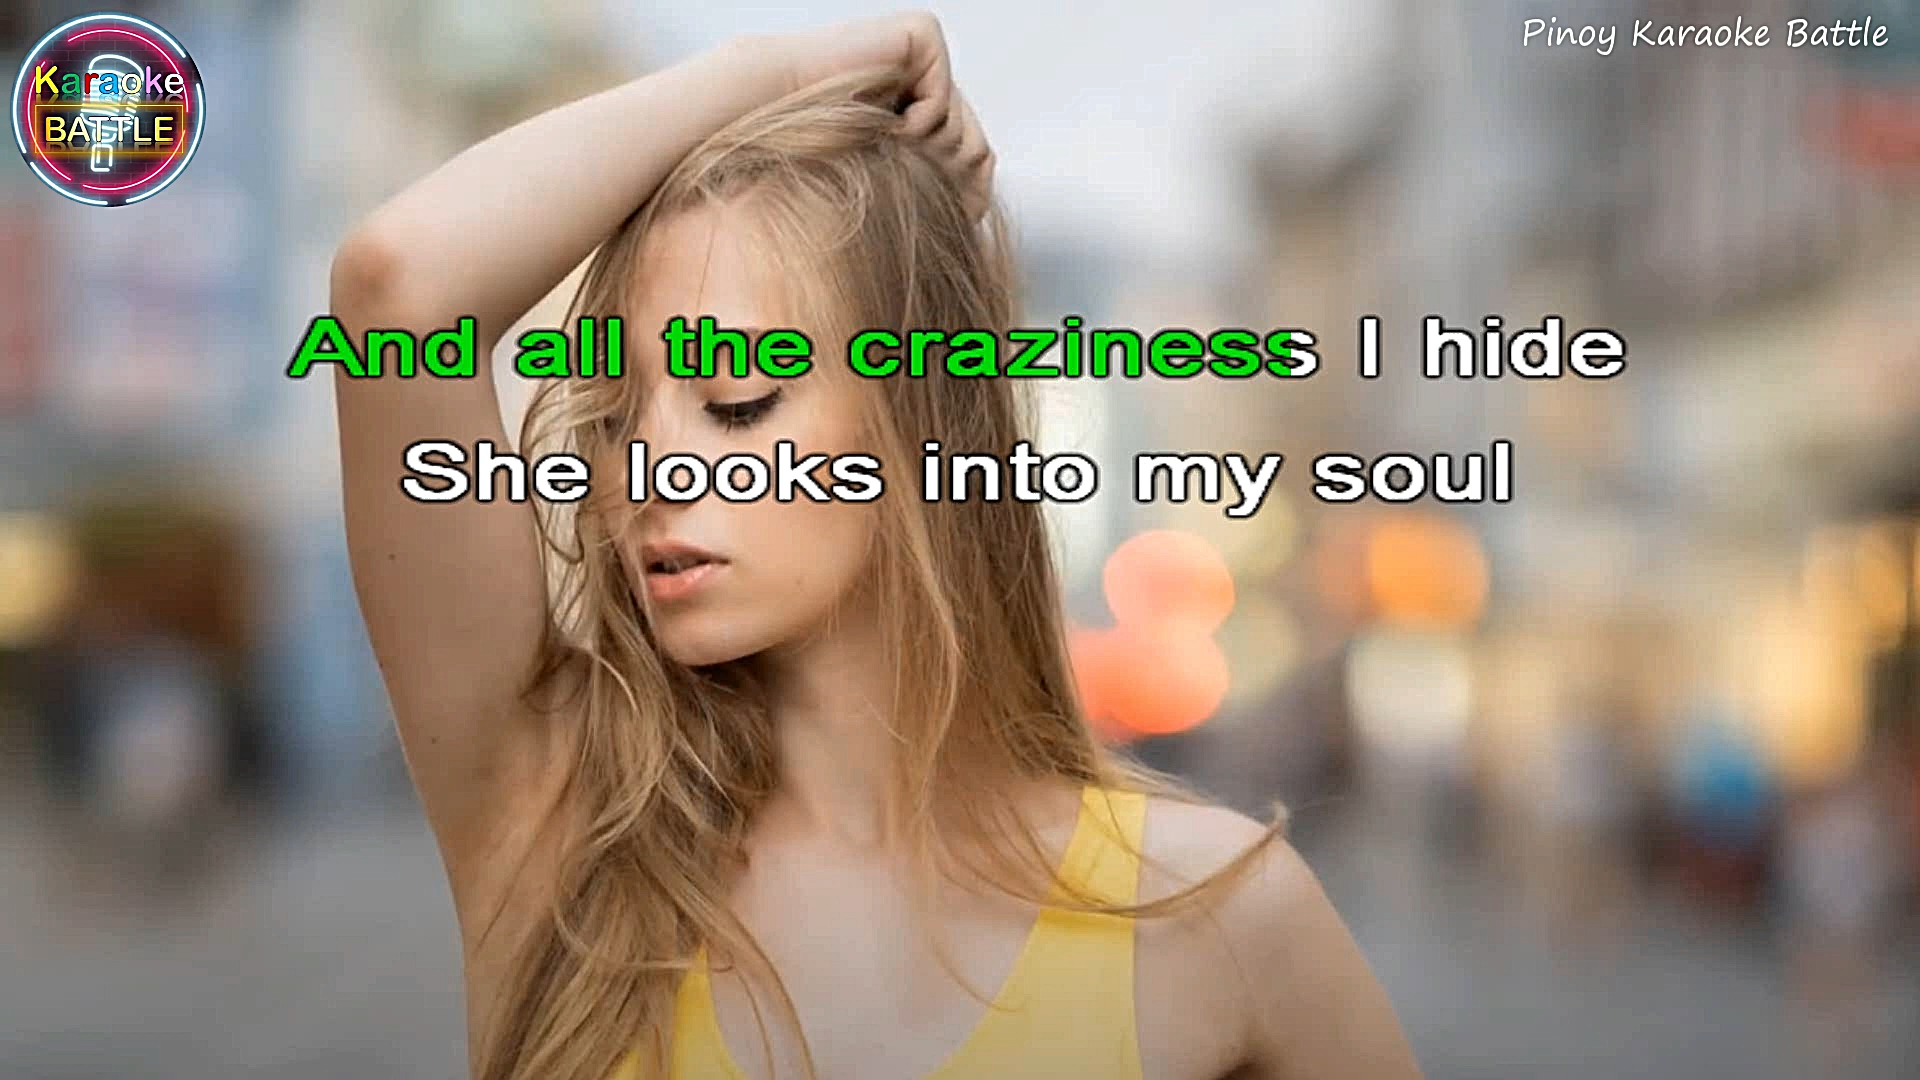 Karaoke
BATTLE
Pinoy Karaoke Battle
And all the craziness I hide
She looks into my soul